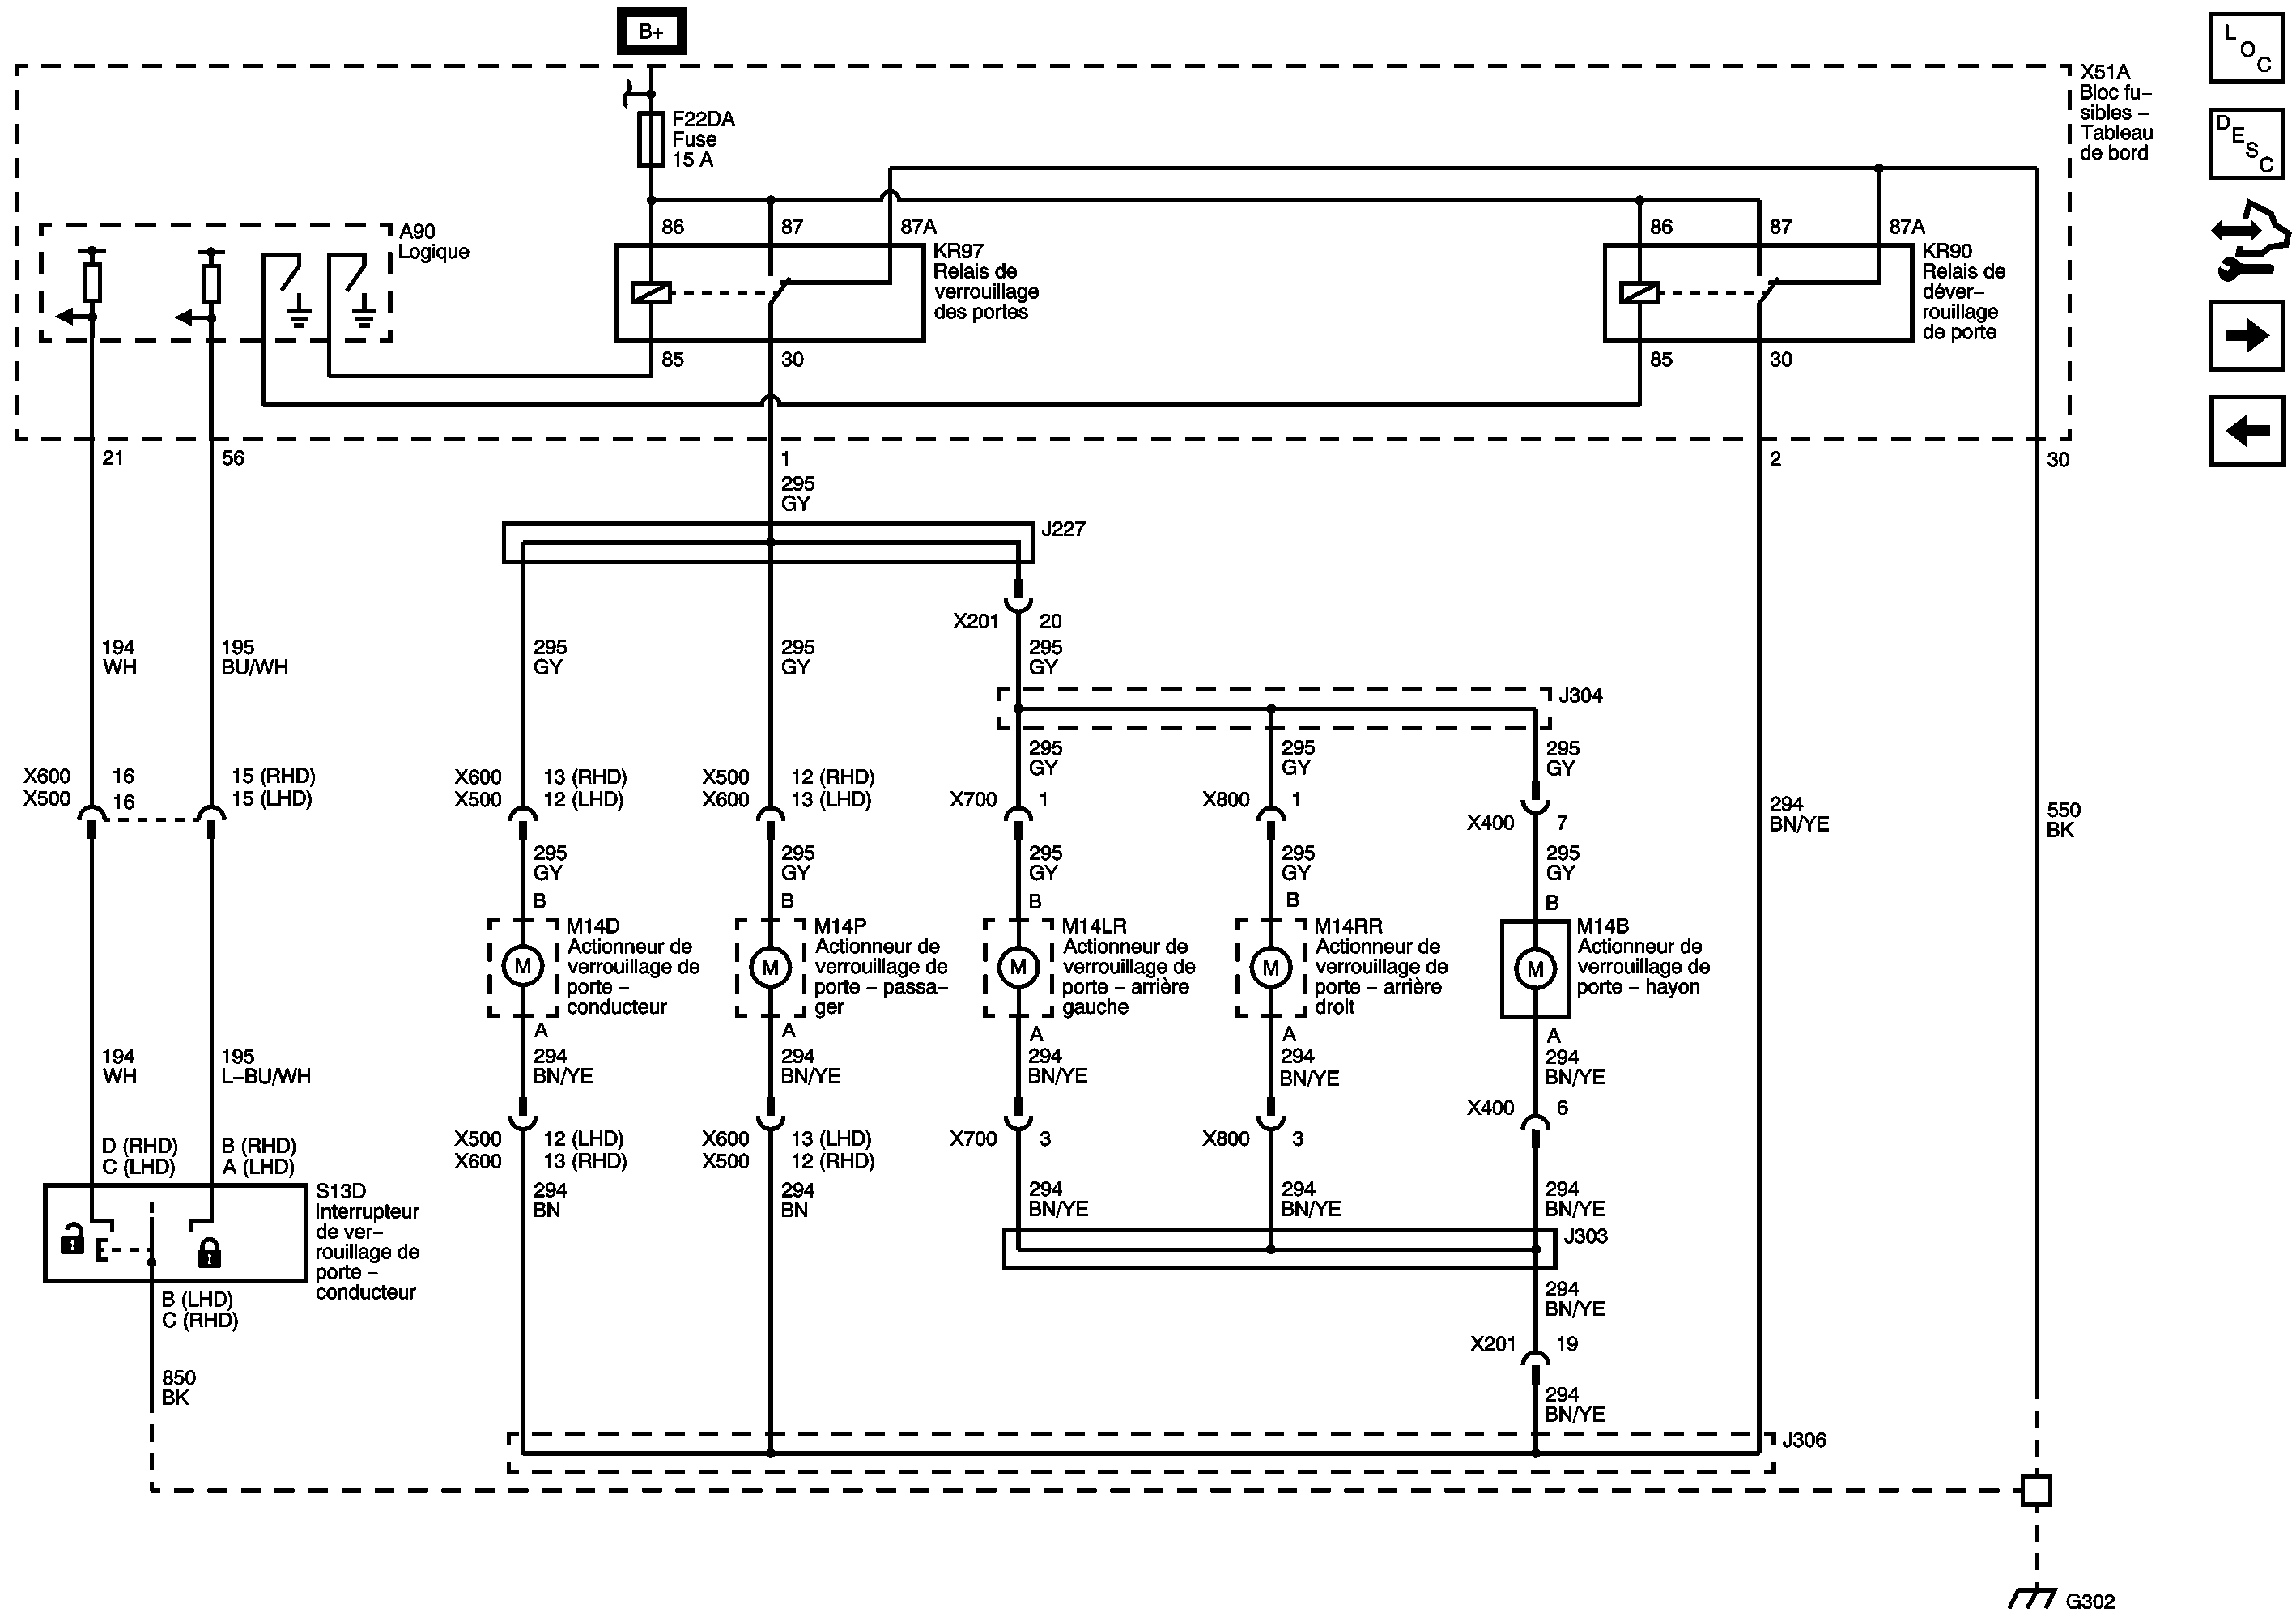 B+
L
O
C
X51A
Bloc fu–
sibles –
Tableau
de bord
D
E
S
C
F22DA
Fuse
15 A
A90
Logique
86
87
87A
KR97
Relais de
verrouillage
des portes
85
30
86
87
87A
KR90
Relais de
déver–
rouillage
de porte
85
30
21
56
1
2
30
295
GY
J227
X201
20
194
WH
195
BU/WH
295
GY
295
GY
295
GY
J304
295
GY
295
GY
295
GY
X600
16
15 (RHD)
X500
16
15 (LHD)
X600
13 (RHD)
X500
12 (LHD)
X500
12 (RHD)
X600
13 (LHD)
X700
1
X800
1
X400
7
294
BN/YE
550
BK
295
GY
295
GY
295
GY
295
GY
295
GY
B
B
B
B
B
M
M14D
Actionneur de
verrouillage de
porte –
conducteur
M
M14P
Actionneur de
verrouillage de
porte – passa–
ger
M
M14LR
Actionneur de
verrouillage de
porte – arrière
gauche
M
M14RR
Actionneur de
verrouillage de
porte – arrière
droit
M
M14B
Actionneur de
verrouillage de
porte – hayon
A
A
A
A
A
194
WH
195
L–BU/WH
294
BN/YE
294
BN/YE
294
BN/YE
294
BN/YE
294
BN/YE
X400
6
D (RHD)
C (LHD)
B (RHD)
A (LHD)
X500
12 (LHD)
X600
13 (RHD)
X600
13 (LHD)
X500
12 (RHD)
X700
3
X800
3
S13D
Interrupteur
de ver–
rouillage de
porte –
conducteur
294
BN
294
BN
294
BN/YE
294
BN/YE
294
BN/YE
J303
B (LHD)
C (RHD)
294
BN/YE
X201
19
850
BK
294
BN/YE
J306
G302